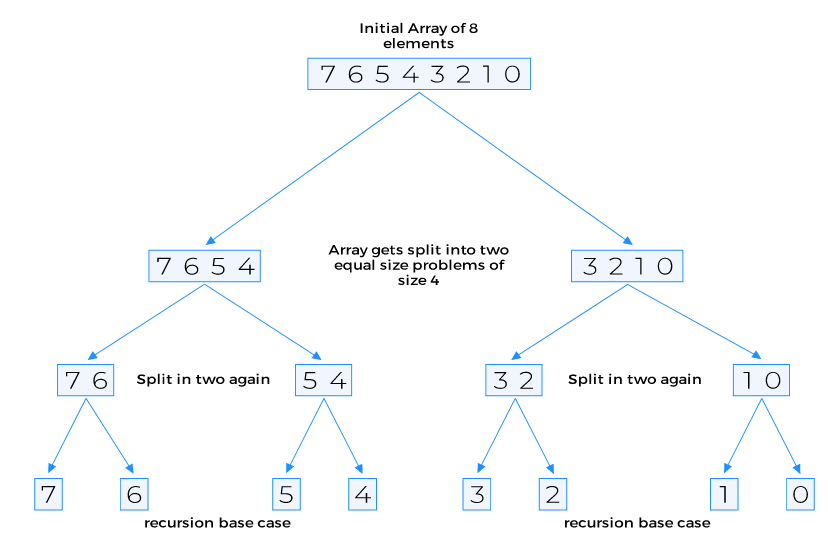 Initial Array of 8
elements
7 6 5 4 3 2 1 0
7 6 5 4
Array gets split into two
equal size problems of
size 4
3 2 1 0
7 6
Split in two again
5 4
3 2
Split in two again
1 0
7
6
5
4
3
2
1
0
recursion base case
recursion base case